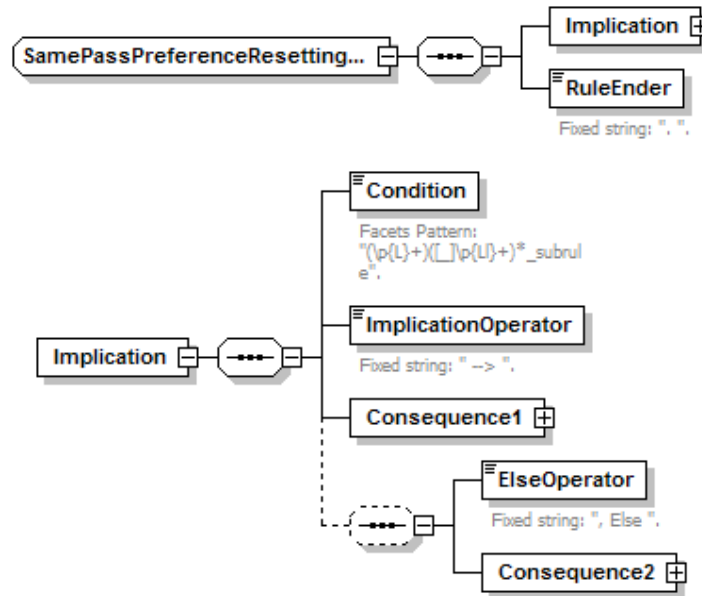 Implication
SamePassPreferenceResetting...
RuleEnder
Fixed string: ". ".
Condition
Facets Pattern:
"(\p{L}+)([_]\p{Ll}+)*_subrul
e".
ImplicationOperator
Fixed string: " --> ".
Implication
Consequence1
ElseOperator
Fixed string: ", Else ".
Consequence2